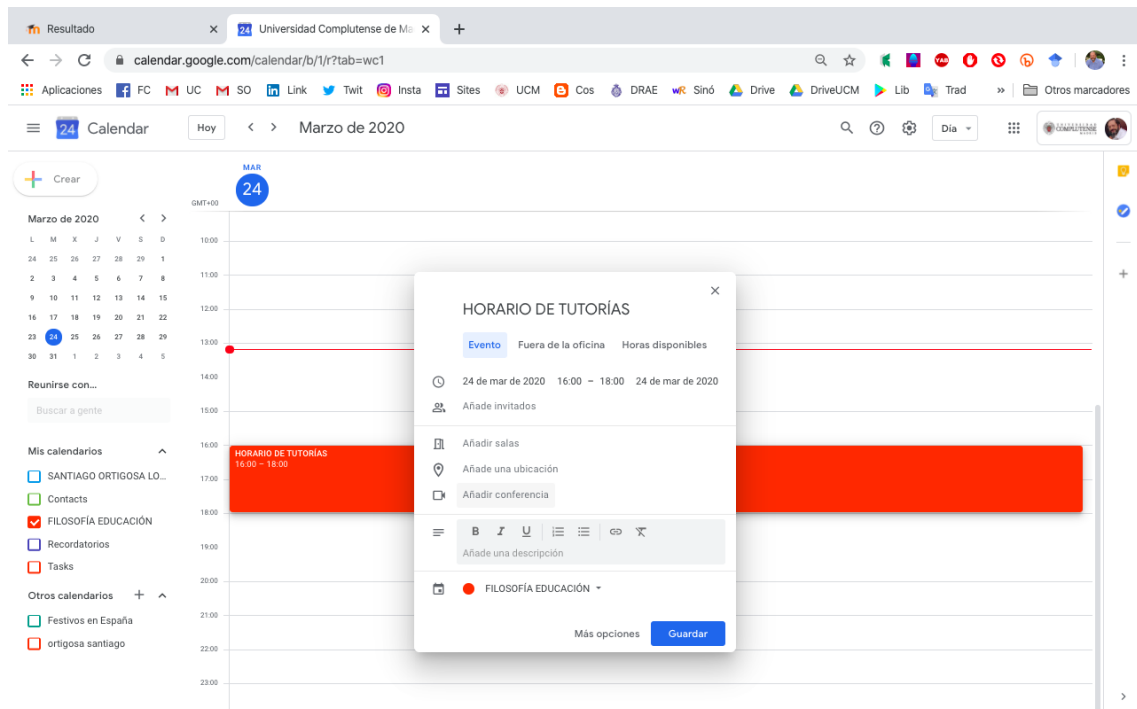 Resultado
Universidad Complutense de Ma
calendar.google.com/calendar/b/1/r?tab=wc1
Aplicaciones FC UC SO Link Twit Insta Sites UCM Cos DRAE Sinó Drive DriveUCM Lib Trad » Otros marcadores
24 Calendar Hoy Marzo de 2020 Día COMPLUTENSE
Crear
MAR
24
GMT+00
Marzo de 2020
L M X J V S D
24 25 26 27 28 29 1
2 3 4 5 6 7 8
9 10 11 12 13 14 15
16 17 18 19 20 21 22
23 24 25 26 27 28 29
30 31 1 2 3 4 5
Reunirse con...
Buscar a gente
Mis calendarios
SANTIAGO ORTIGOSA LO...
Contacts
FILOSOFÍA EDUCACIÓN
Recordatorios
Tasks
Otros calendarios
Festivos en España
ortigosa santiago
10:00
11:00
12:00
13:00
14:00
15:00
16:00
17:00
18:00
19:00
20:00
21:00
22:00
23:00
HORARIO DE TUTORÍAS
16:00 – 18:00
HORARIO DE TUTORÍAS
Evento Fuera de la oficina Horas disponibles
24 de mar de 2020 16:00 – 18:00 24 de mar de 2020
Añade invitados
Añadir salas
Añade una ubicación
Añadir conferencia
B I U
Añade una descripción
FILOSOFÍA EDUCACIÓN
Más opciones Guardar